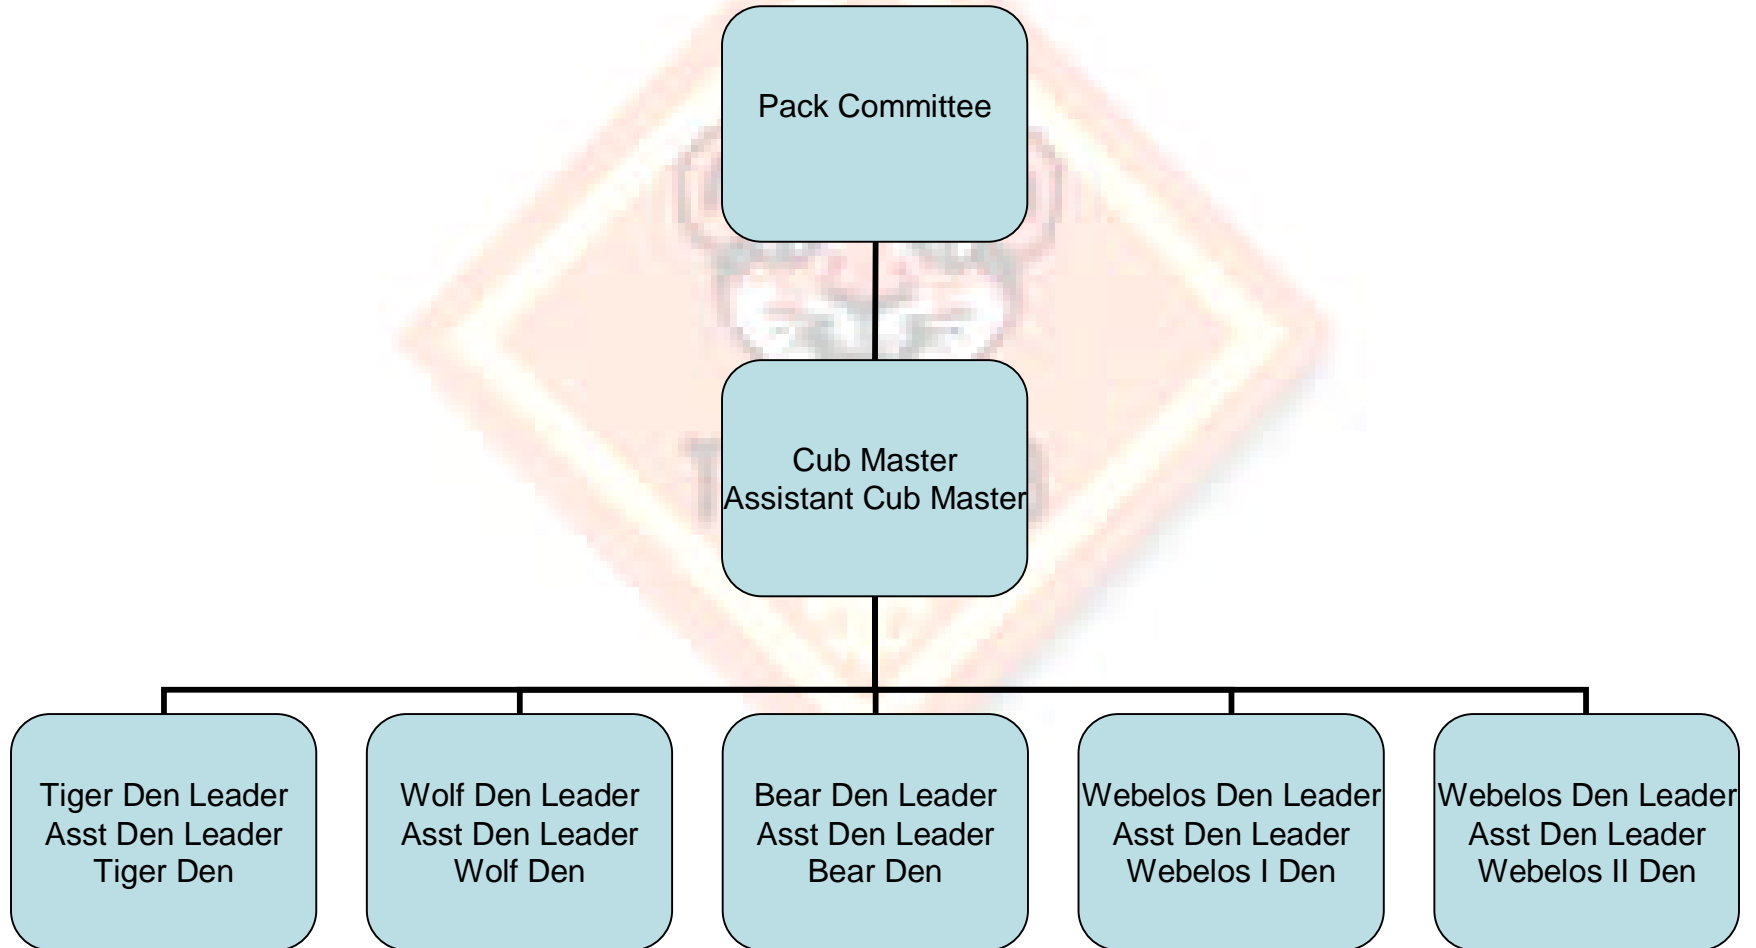 Pack Committee
Cub Master
Assistant Cub Master
Tiger Den Leader
Asst Den Leader
Tiger Den
Wolf Den Leader
Asst Den Leader
Wolf Den
Bear Den Leader
Asst Den Leader
Bear Den
Webelos Den Leader
Asst Den Leader
Webelos I Den
Webelos Den Leader
Asst Den Leader
Webelos II Den